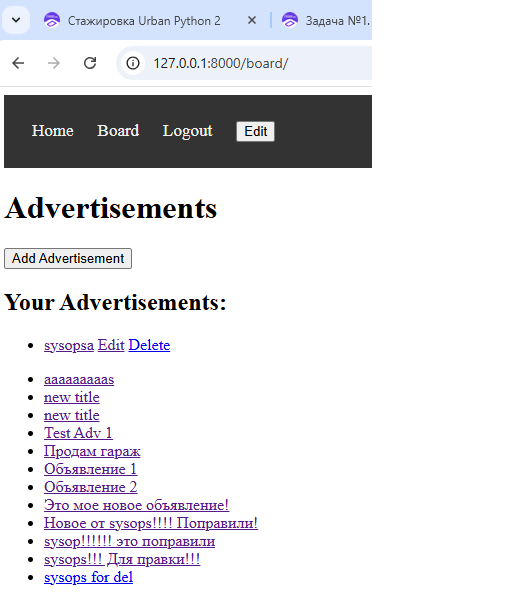 Стажировка Urban Python 2
Задача №1.
127.0.0.1:8000/board/
Home Board Logout Edit
Advertisements
Add Advertisement
Your Advertisements:
sysopsa Edit Delete
aaaaaaaaas
new title
new title
Test Adv 1
Продам гараж
Объявление 1
Объявление 2
Это мое новое объявление!
Новое от sysops!!!! Поправили!
sysop!!!!!! это поправили
sysops!!! Для правки!!!
sysops for del